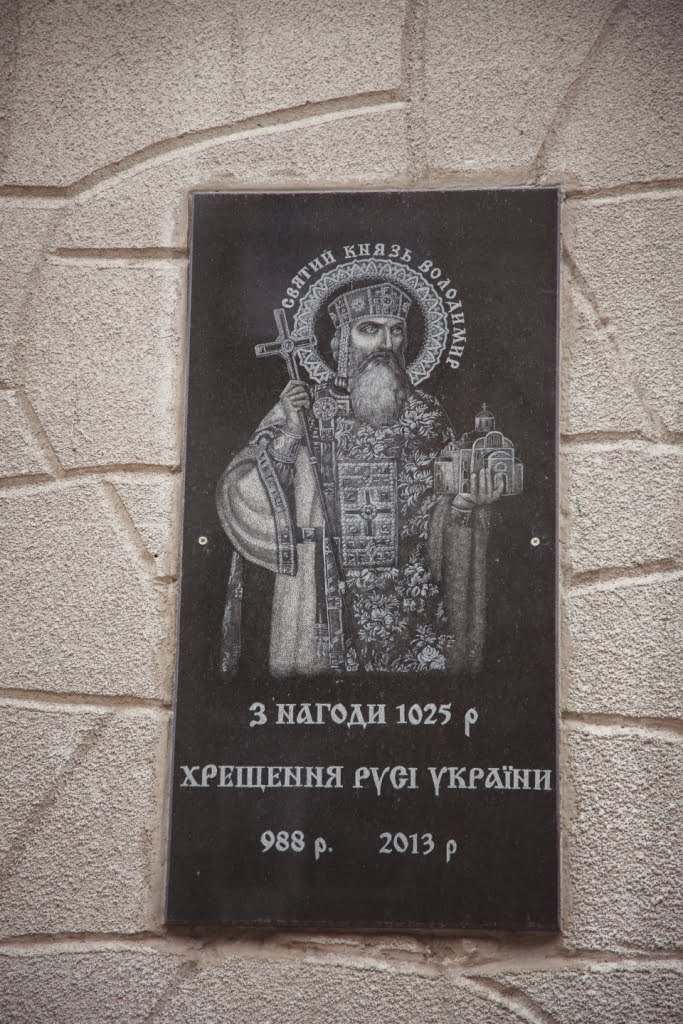 СВЯТИЙ КНЯЗЬ ВОЛОДИМИР
З НАГОДИ 1025 р
ХРЕЩЕННЯ РУСІ УКРАЇНИ
988 р. 2013 р